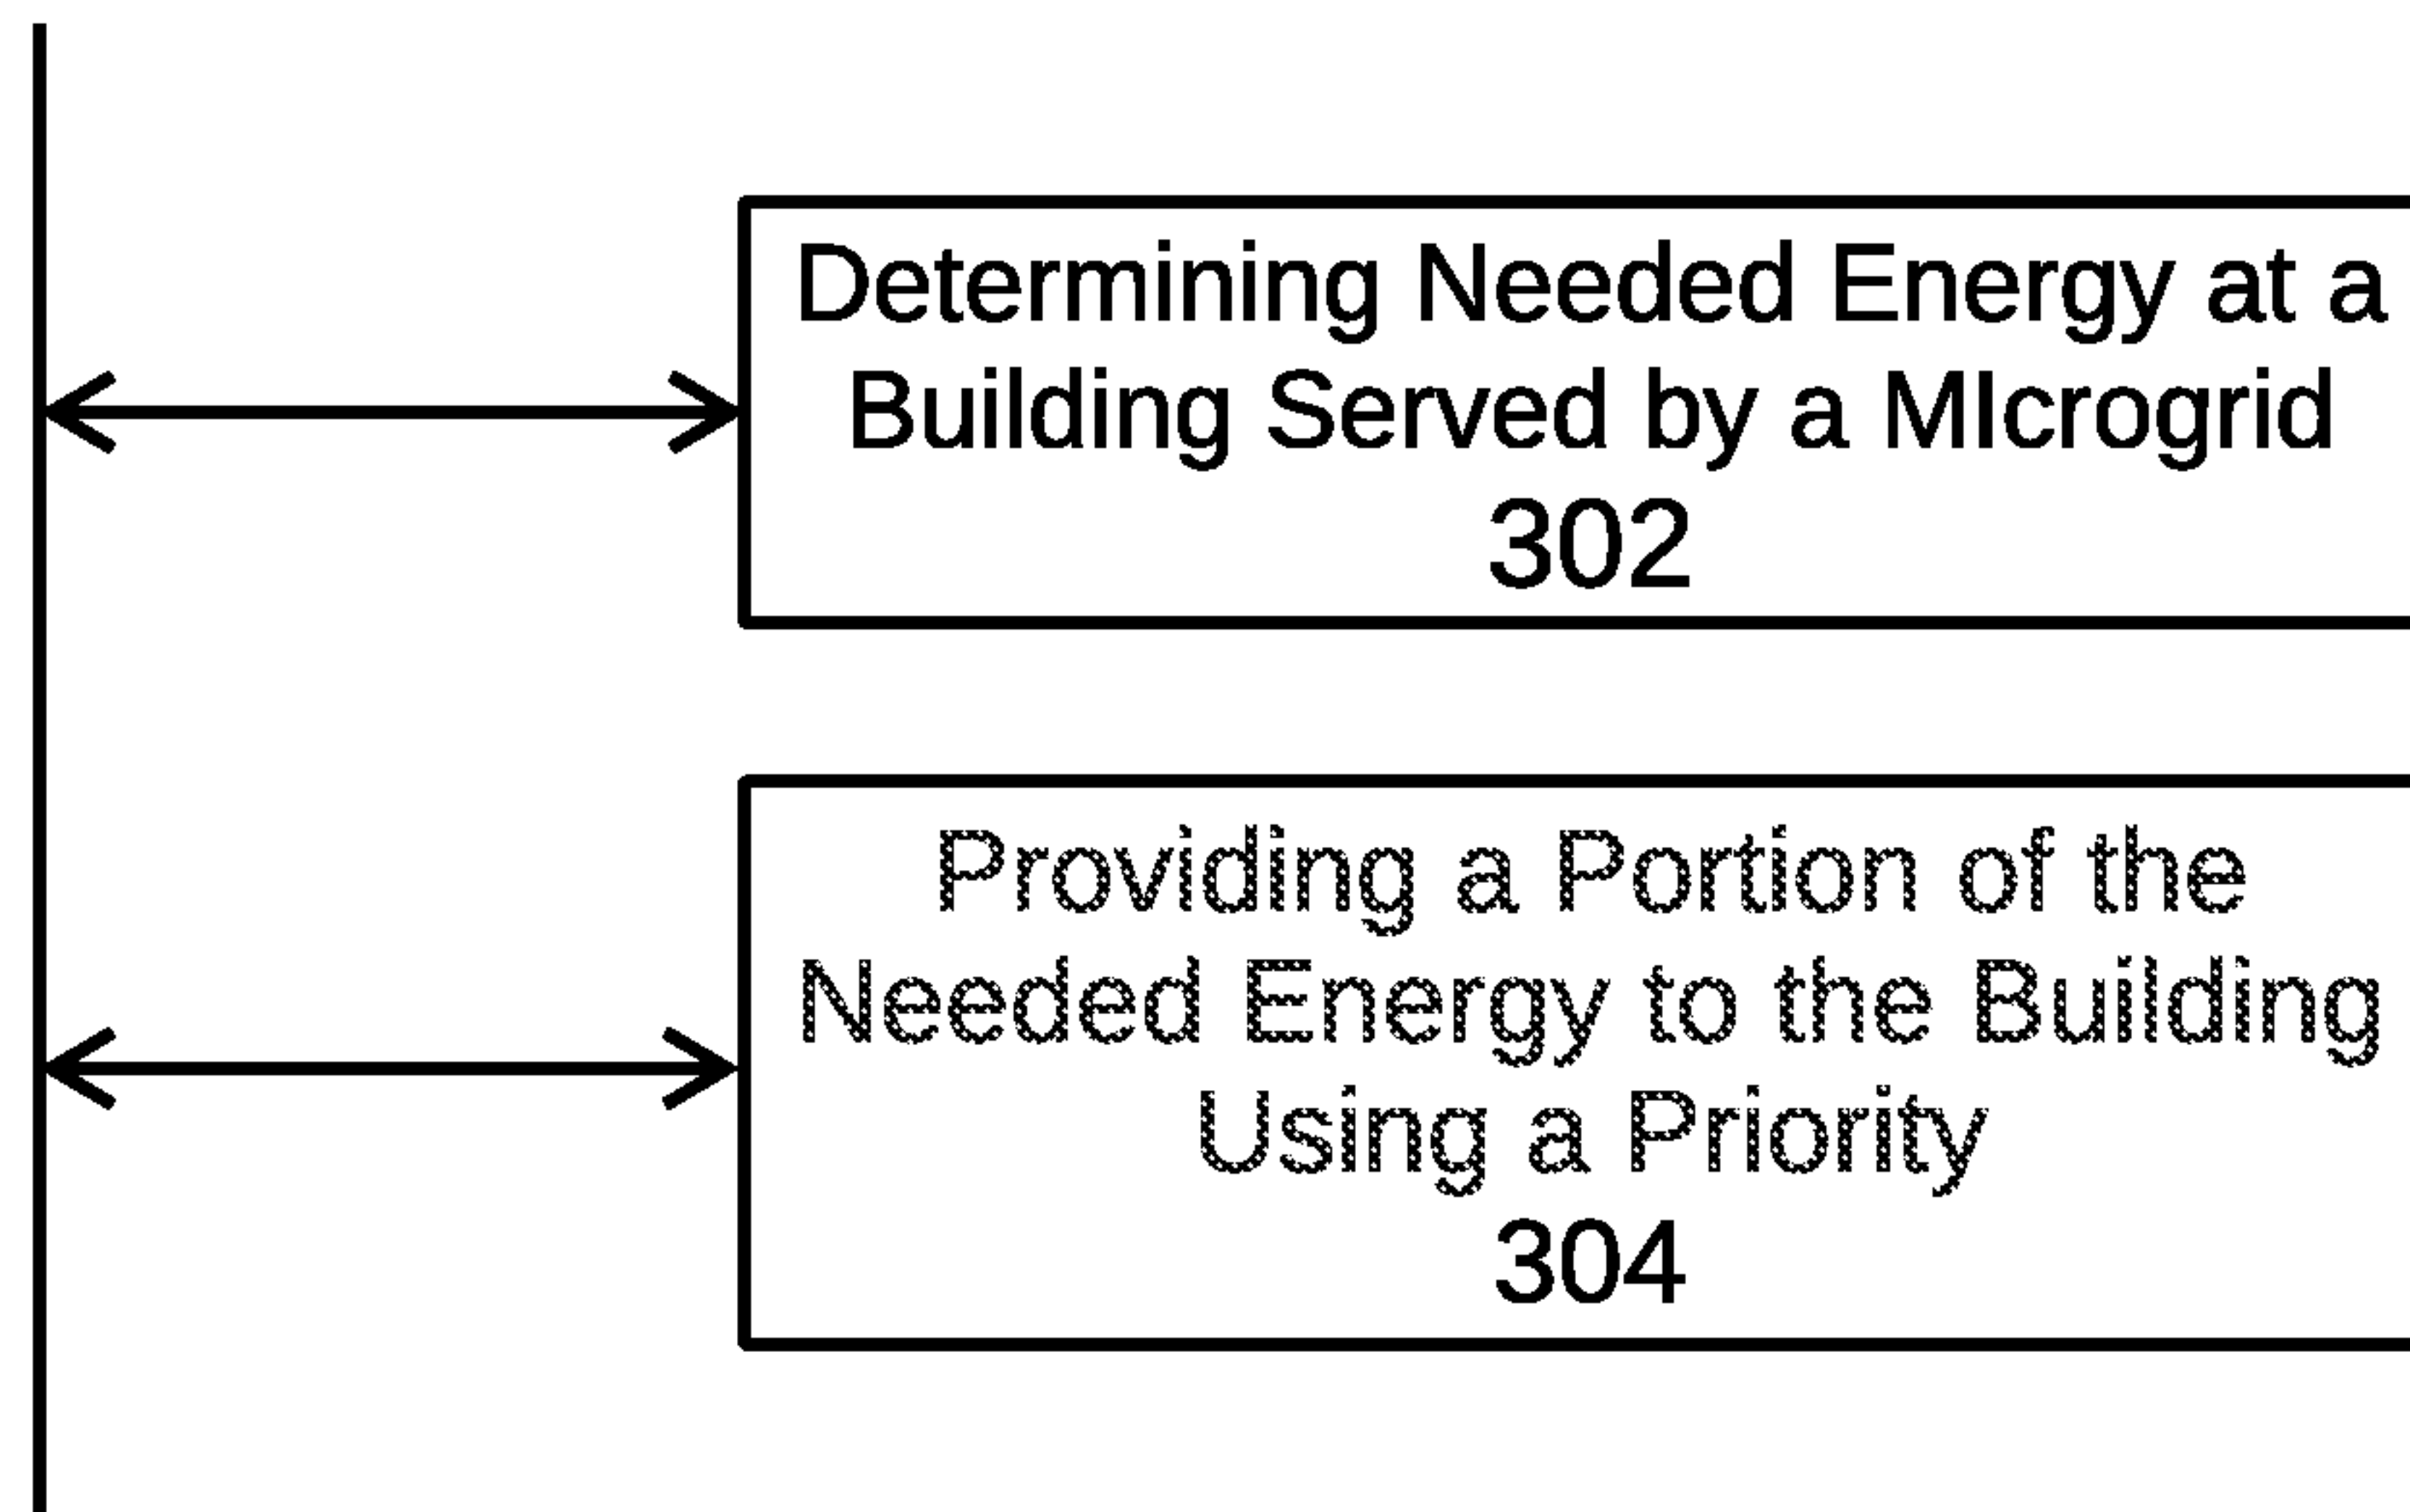 Determining Needed Energy at a
Building Served by a MIcrogrid
302
Providing a Portion of the
Needed Energy to the Building
Using a Priority
304